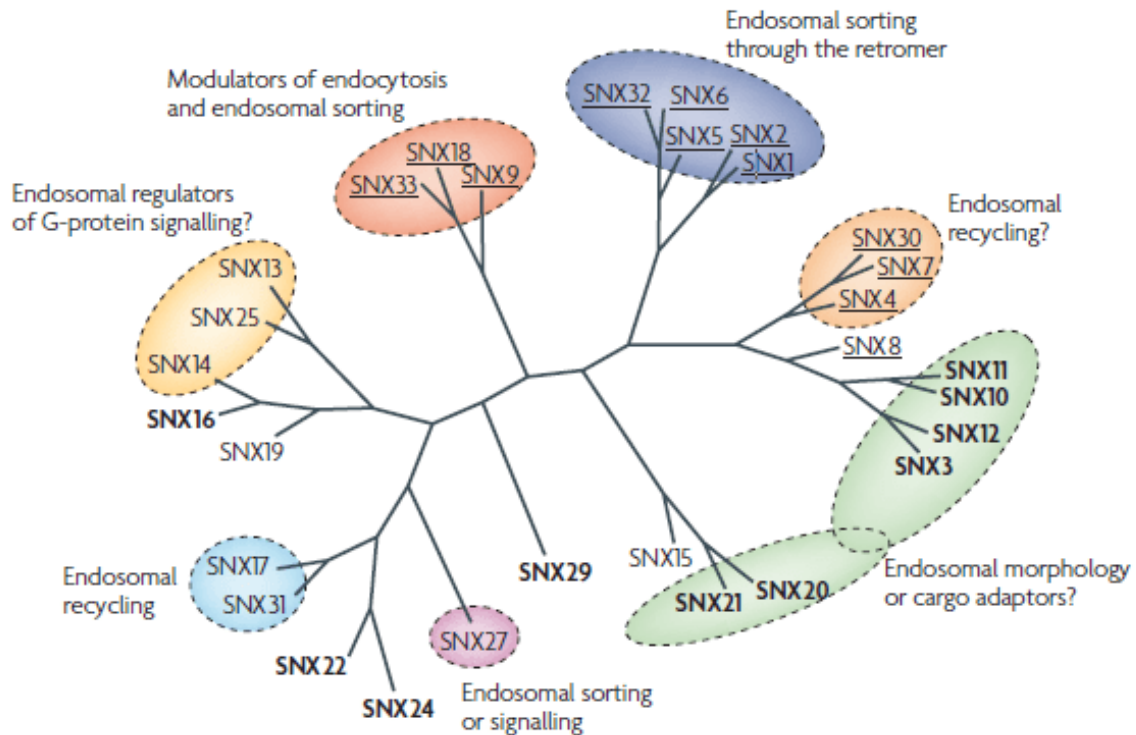 Endosomal sorting
through the retromer
Modulators of endocytosis
and endosomal sorting
SNX32
SNX6
SNX5
SNX2
SNX1
SNX18
SNX9
SNX33
Endosomal regulators
of G-protein signalling?
Endosomal
recycling?
SNX30
SNX7
SNX4
SNX13
SNX25
SNX14
SNX8
SNX11
SNX10
SNX16
SNX12
SNX19
SNX3
SNX15
SNX17
SNX31
Endosomal
recycling
SNX29
SNX21
SNX20
Endosomal morphology
or cargo adaptors?
SNX27
SNX22
SNX24
Endosomal sorting
or signalling